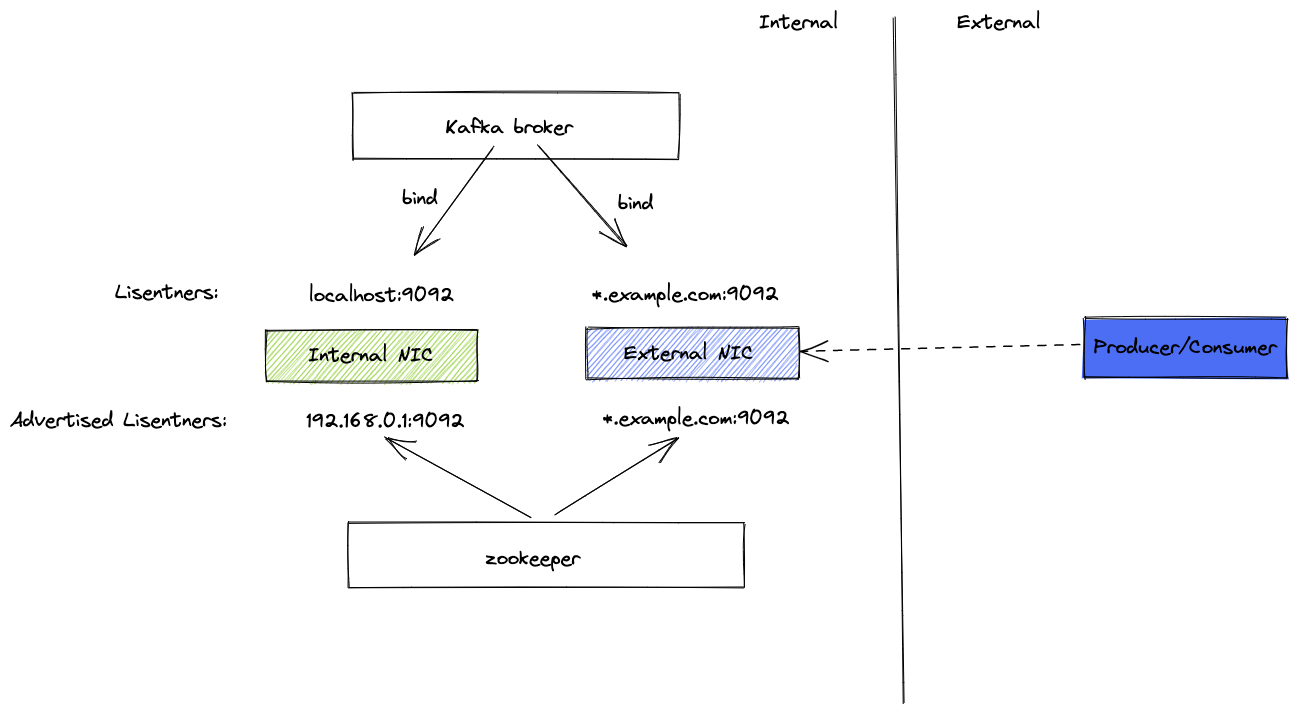 Internal
External
Kafka broker
bind
bind
Lisentners:
localhost:9092
*.example.com:9092
Internal NIC
External NIC
Producer/Consumer
Advertised Lisentners:
192.168.0.1:9092
*.example.com:9092
zookeeper